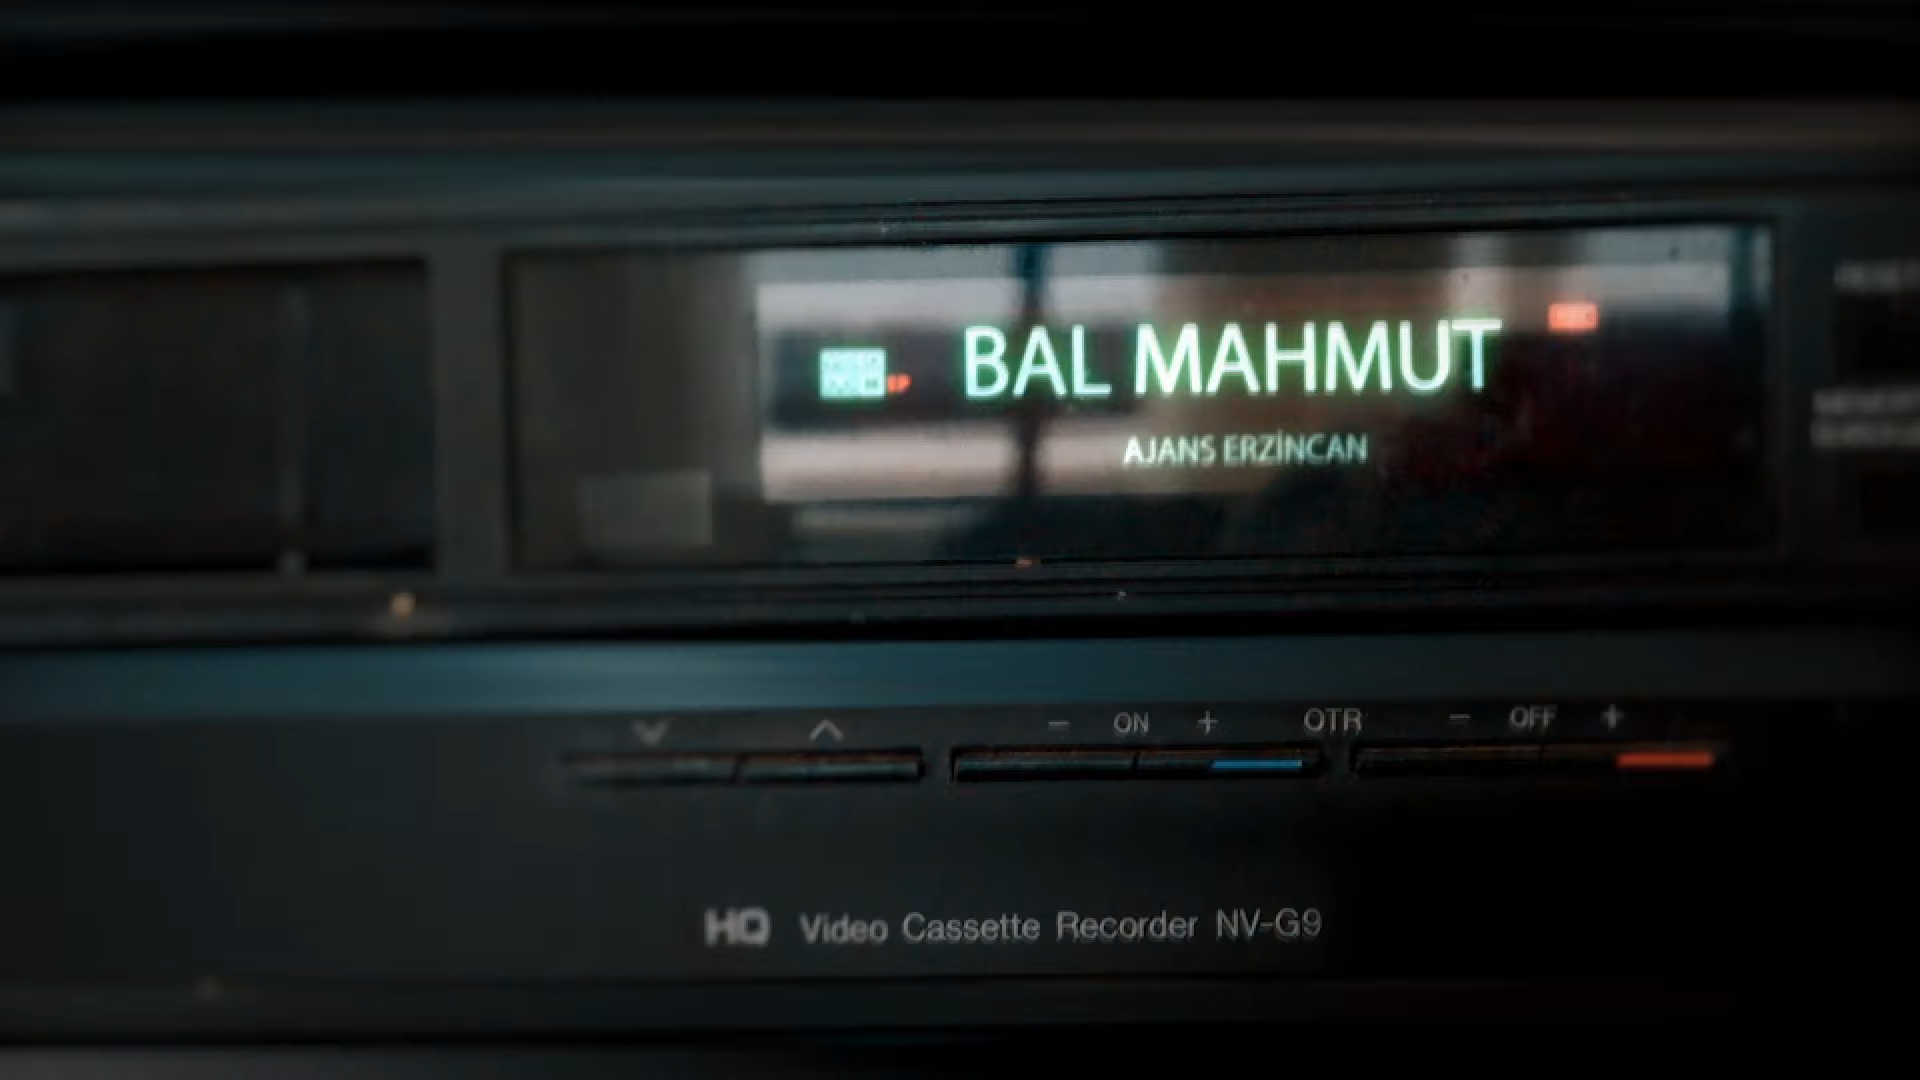 BAL MAHMUT
AJANS ERZİNCAN
- ON + OTR - OFF +
HQ Video Cassette Recorder NV-G9